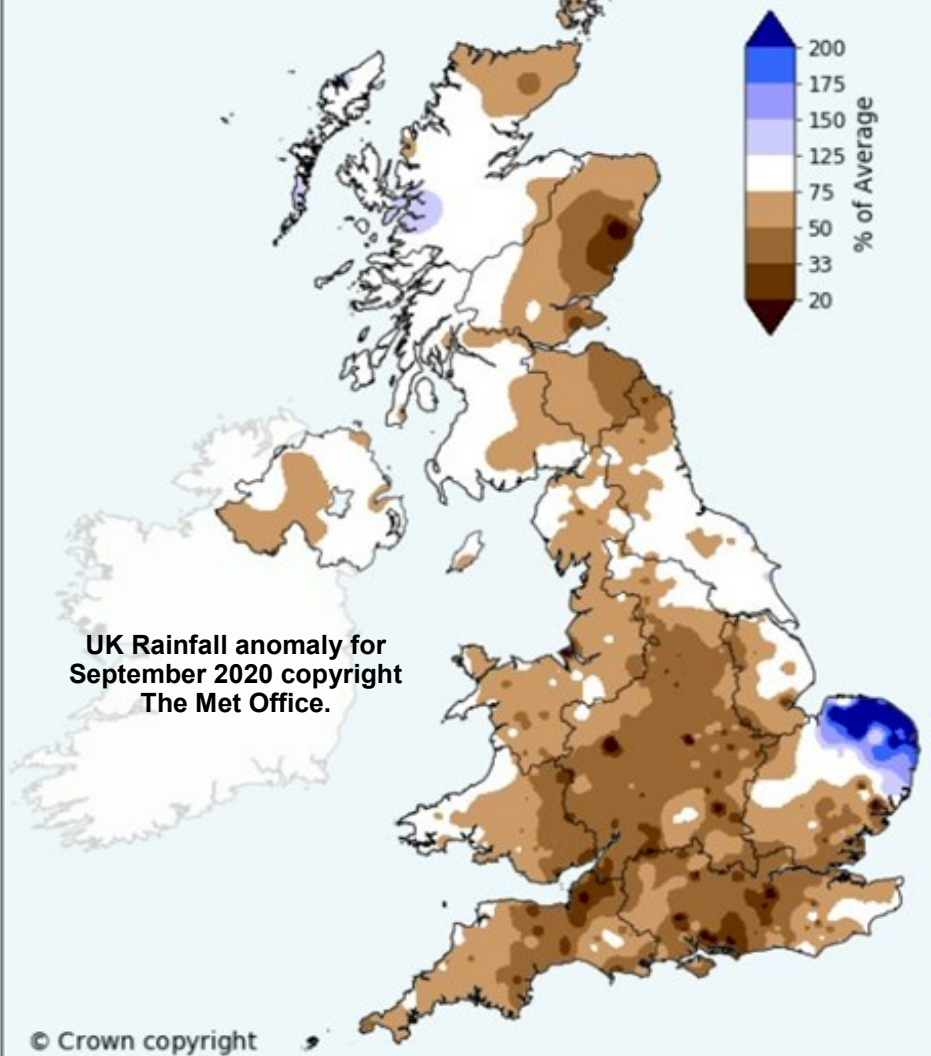 200
175
150
125
75
50
33
20
% of Average
UK Rainfall anomaly for
September 2020 copyright
The Met Office.
© Crown copyright